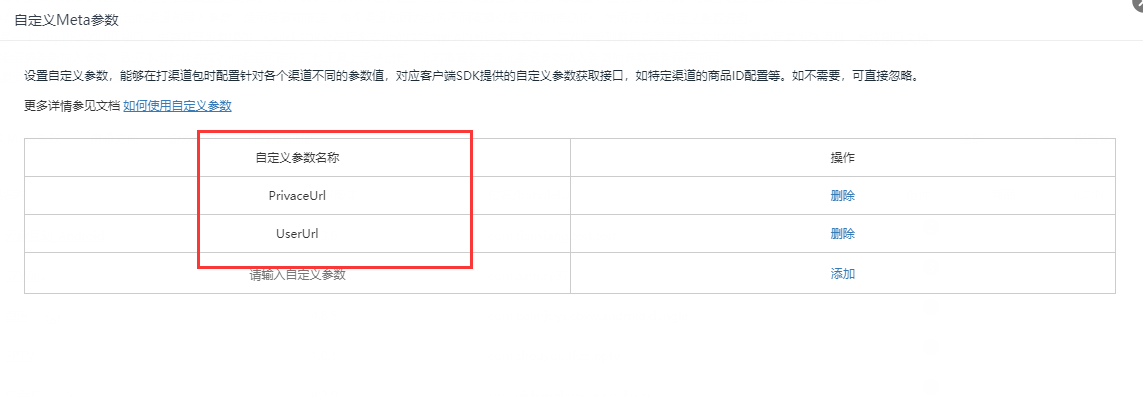 自定义Meta参数
设置自定义参数，能够在打渠道包时配置针对各个渠道不同的参数值，对应客户端SDK提供的自定义参数获取接口，如特定渠道的商品ID配置等。如不需要，可直接忽略。
更多详情参见文档 如何使用自定义参数
自定义参数名称 操作
PrivaceUrl 删除
UserUrl 删除
请输入自定义参数 添加